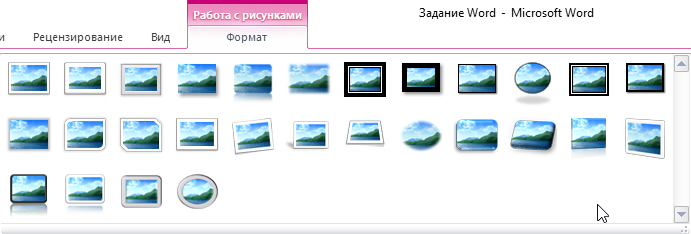 Работа с рисунками
Задание Word - Microsoft Word
и Рецензирование Вид Формат